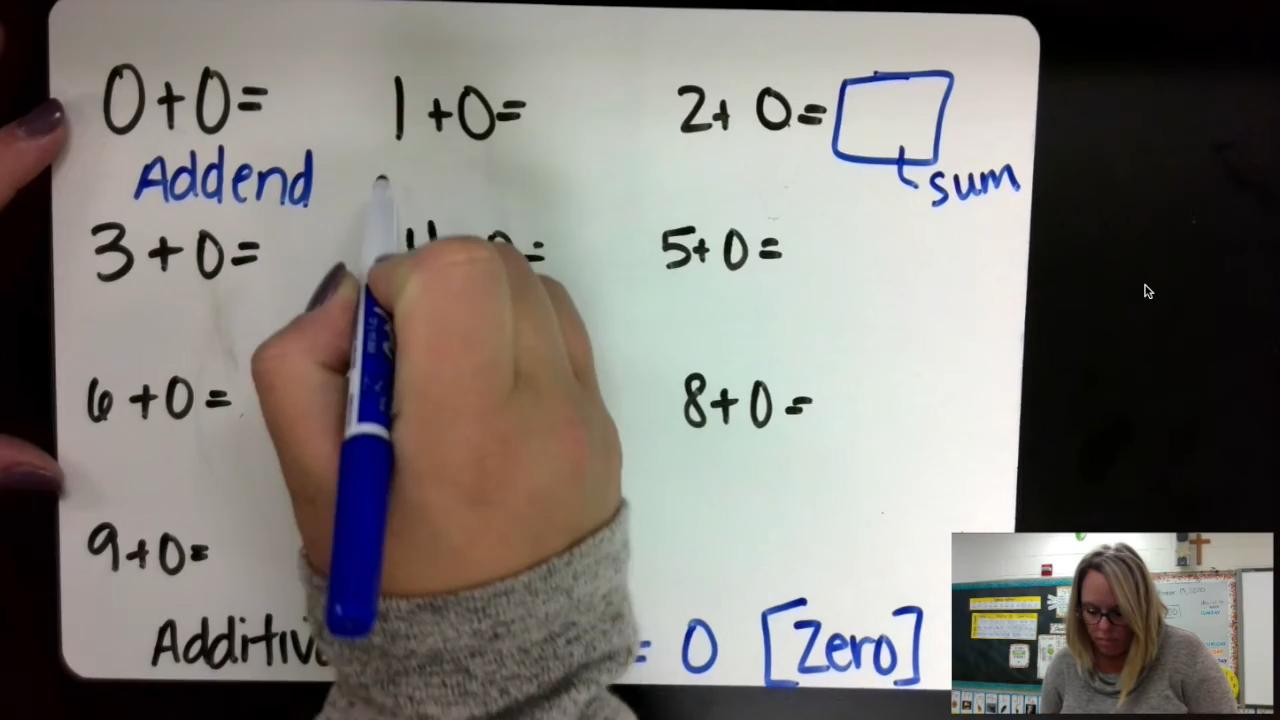 0+0= 1+0= 2+ 0=
Addend sum
3+0= 5+0=
6+0= 8+0=
9+0=
= 0 [Zero]